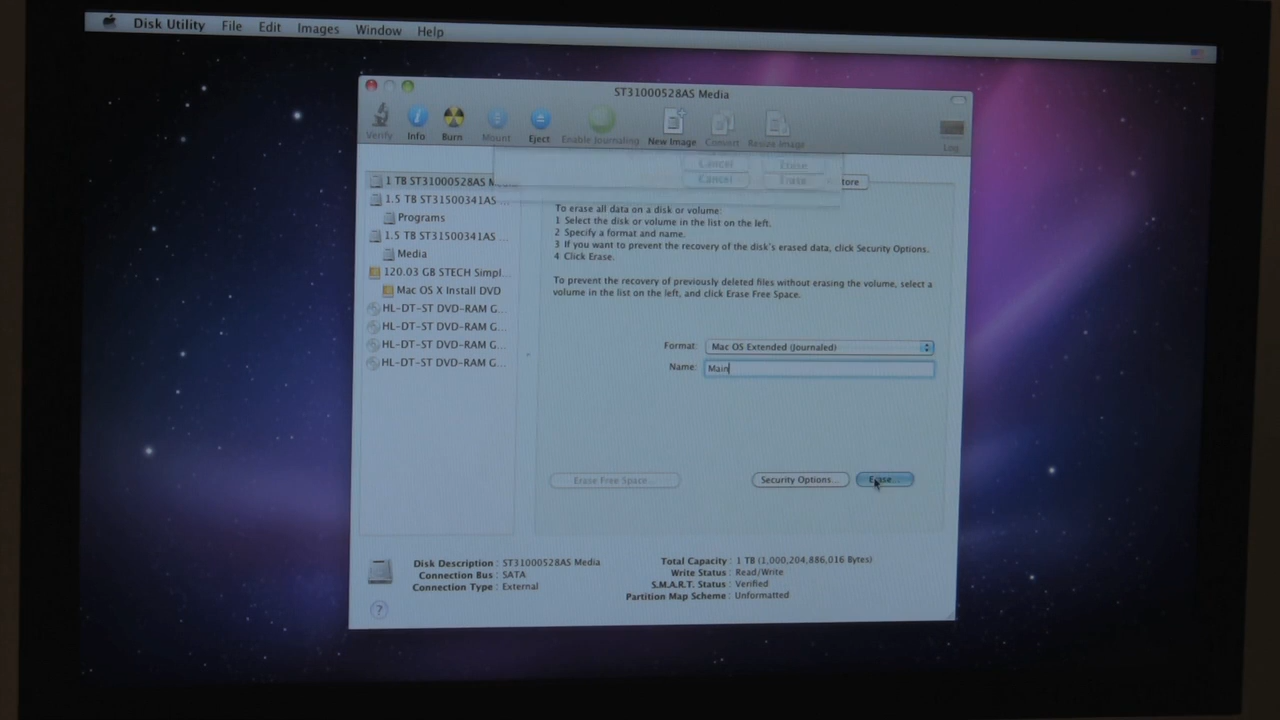 Disk Utility File Edit Images Window Help
ST31000528AS Media
Verify Info Burn Mount Eject Enable Journaling New Image Convert Resize Image Log
Cancel Erase
Cancel Erase
1 TB ST31000528AS M
1.5 TB ST31500341AS ...
Programs
1.5 TB ST31500341AS ...
Media
120.03 GB STECH Simpl...
Mac OS X Install DVD
HL-DT-ST DVD-RAM G...
HL-DT-ST DVD-RAM G...
HL-DT-ST DVD-RAM G...
HL-DT-ST DVD-RAM G...
tore
To erase all data on a disk or volume:
1 Select the disk or volume in the list on the left.
2 Specify a format and name.
3 If you want to prevent the recovery of the disk's erased data, click Security Options.
4 Click Erase.
To prevent the recovery of previously deleted files without erasing the volume, select a
volume in the list on the left, and click Erase Free Space.
Format: Mac OS Extended (Journaled)
Name: Main
Erase Free Space... Security Options... Erase...
Disk Description : ST31000528AS Media
Connection Bus : SATA
Connection Type : External
Total Capacity : 1 TB (1,000,204,886,016 Bytes)
Write Status : Read/Write
S.M.A.R.T. Status : Verified
Partition Map Scheme : Unformatted
?